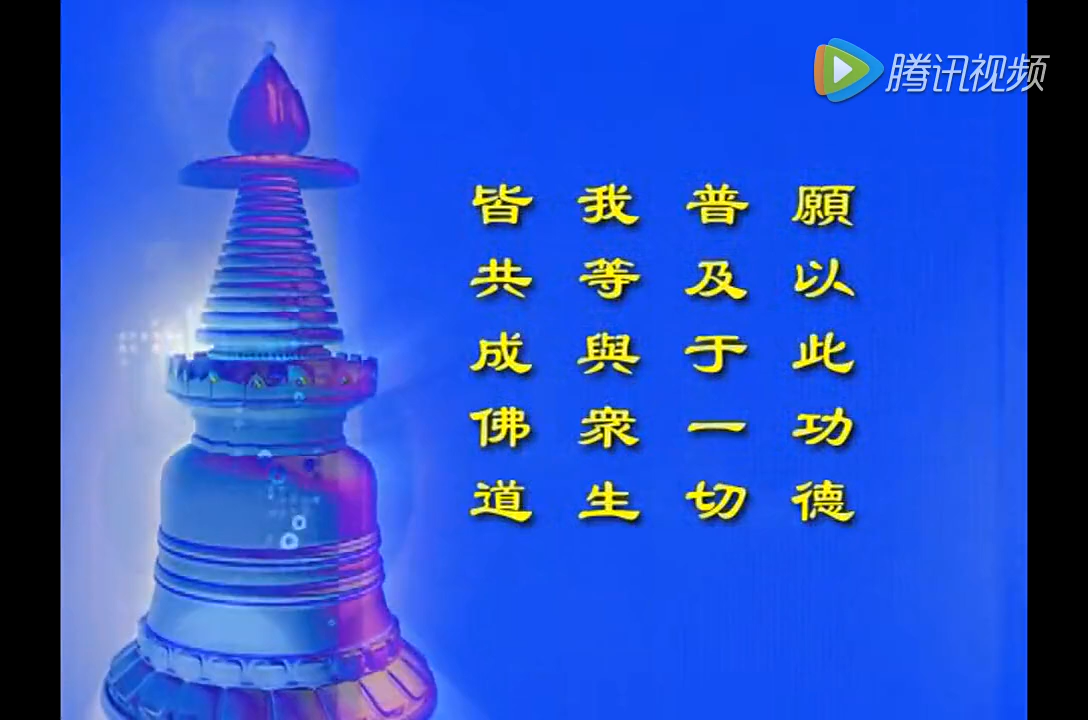 腾讯视频
願以此功德
普及于一切
我等與眾生
皆共成佛道